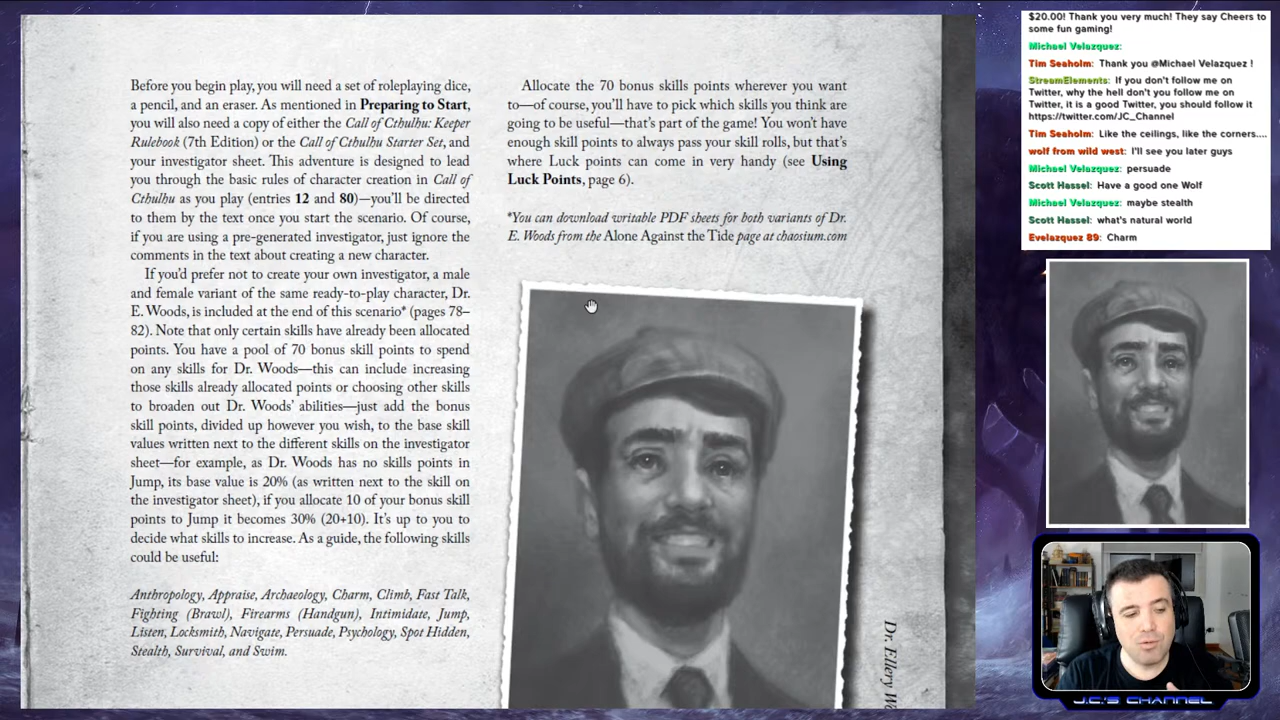 Before you begin play, you will need a set of roleplaying dice,
a pencil, and an eraser. As mentioned in Preparing to Start,
you will also need a copy of either the Call of Cthulhu: Keeper
Rulebook (7th Edition) or the Call of Cthulhu Starter Set, and
your investigator sheet. This adventure is designed to lead
you through the basic rules of character creation in Call of
Cthulhu as you play (entries 12 and 80)—you'll be directed
to them by the text once you start the scenario. Of course,
if you are using a pre-generated investigator, just ignore the
comments in the text about creating a new character.
If you'd prefer not to create your own investigator, a male
and female variant of the same ready-to-play character, Dr.
E. Woods, is included at the end of this scenario* (pages 78–
82). Note that only certain skills have already been allocated
points. You have a pool of 70 bonus skill points to spend
on any skills for Dr. Woods—this can include increasing
those skills already allocated points or choosing other skills
to broaden out Dr. Woods' abilities—just add the bonus
skill points, divided up however you wish, to the base skill
values written next to the different skills on the investigator
sheet—for example, as Dr. Woods has no skills points in
Jump, its base value is 20% (as written next to the skill on
the investigator sheet), if you allocate 10 of your bonus skill
points to Jump it becomes 30% (20+10). It's up to you to
decide what skills to increase. As a guide, the following skills
could be useful:
Anthropology, Appraise, Archaeology, Charm, Climb, Fast Talk,
Fighting (Brawl), Firearms (Handgun), Intimidate, Jump,
Listen, Locksmith, Navigate, Persuade, Psychology, Spot Hidden,
Stealth, Survival, and Swim.
Allocate the 70 bonus skills points wherever you want
to—of course, you'll have to pick which skills you think are
going to be useful—that's part of the game! You won't have
enough skill points to always pass your skill rolls, but that's
where Luck points can come in very handy (see Using
Luck Points, page 6).
*You can download writable PDF sheets for both variants of Dr.
E. Woods from the Alone Against the Tide page at chaosium.com
Dr. Ellery
$20.00! Thank you very much! They say Cheers to
some fun gaming!
Michael Velazquez:
Tim Seaholm: Thank you @Michael Velazquez !
StreamElements: If you don't follow me on
Twitter, why the hell don't you follow me on
Twitter, it is a good Twitter, you should follow it
https://twitter.com/JC_Channel
Tim Seaholm: Like the ceilings, like the corners....
wolf from wild west: I'll see you later guys
Michael Velazquez: persuade
Scott Hassel: Have a good one Wolf
Michael Velazquez: maybe stealth
Scott Hassel: what's natural world
Evelazquez 89: Charm
J.C.'S CHANNEL